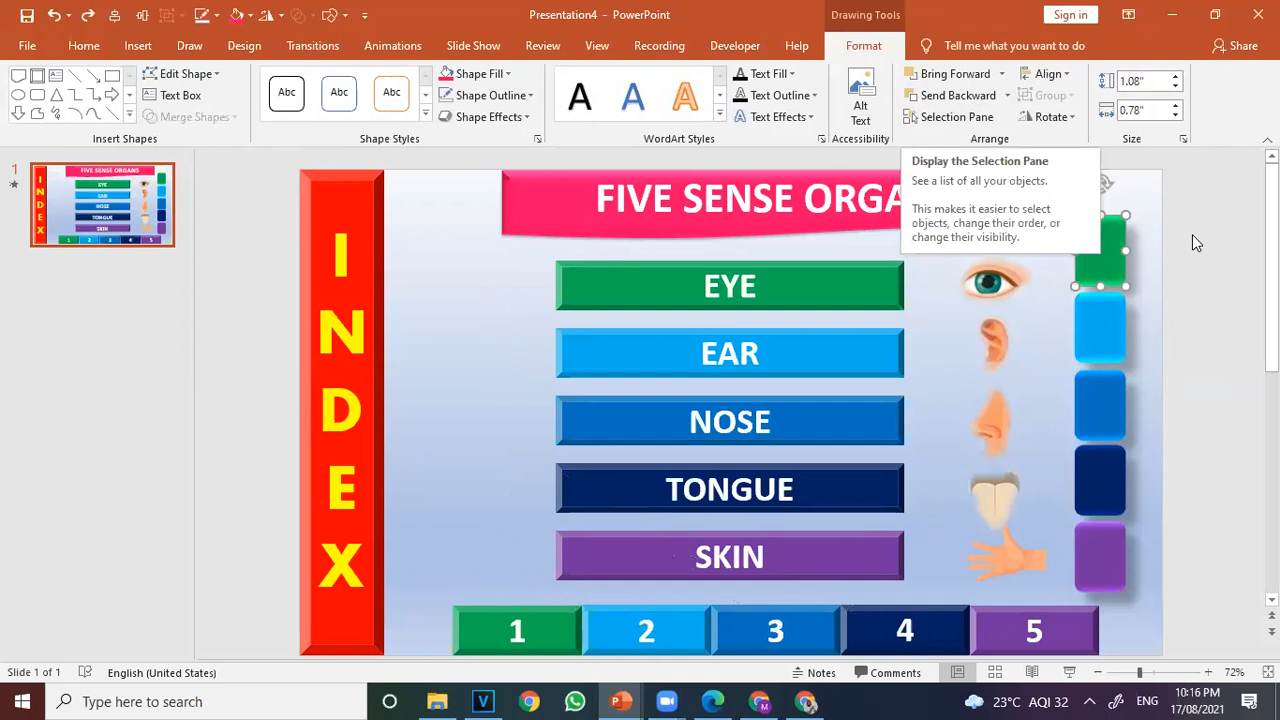 Presentation4 - PowerPoint
Drawing Tools
Sign in
File
Home
Insert
Draw
Design
Transitions
Animations
Slide Show
Review
View
Recording
Developer
Help
Format
Tell me what you want to do
Share
Edit Shape
Text Box
Merge Shapes
Insert Shapes
Abc
Abc
Abc
Shape Fill
Shape Outline
Shape Effects
Shape Styles
A
A
A
Text Fill
Text Outline
Text Effects
WordArt Styles
Alt
Text
Accessibility
Bring Forward
Send Backward
Selection Pane
Align
Group
Rotate
Arrange
1.08"
0.78"
Size
Display the Selection Pane
See a list of all your objects.
This makes it easier to select
objects, change their order, or
change their visibility.
1
FIVE SENSE ORGANS
INDEX
EYE
EAR
NOSE
TONGUE
SKIN
1 2 3 4 5
FIVE SENSE ORGA
I
N
D
E
X
EYE
EAR
NOSE
TONGUE
SKIN
1 2 3 4 5
Slide 1 of 1
English (United States)
Notes
Comments
72%
Type here to search
23°C AQI 32
ENG
10:16 PM
17/08/2021